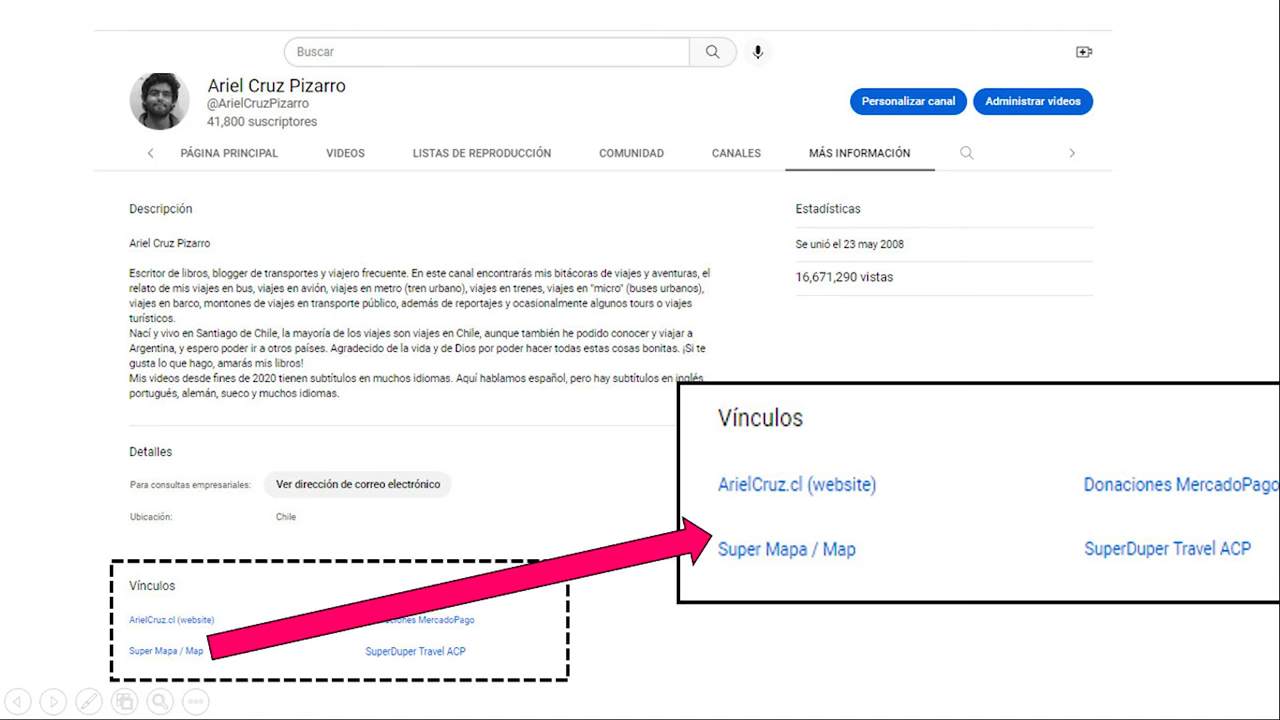 Buscar
Ariel Cruz Pizarro
@ArielCruzPizarro
41,800 suscriptores
Personalizar canal
Administrar videos
PÁGINA PRINCIPAL
VIDEOS
LISTAS DE REPRODUCCIÓN
COMUNIDAD
CANALES
MÁS INFORMACIÓN
Descripción
Ariel Cruz Pizarro
Escritor de libros, blogger de transportes y viajero frecuente. En este canal encontrarás mis bitácoras de viajes y aventuras, el
relato de mis viajes en bus, viajes en avión, viajes en metro (tren urbano), viajes en trenes, viajes en "micro" (buses urbanos),
viajes en barco, montones de viajes en transporte público, además de reportajes y ocasionalmente algunos tours o viajes
turísticos.
Nací y vivo en Santiago de Chile, la mayoría de los viajes son viajes en Chile, aunque también he podido conocer y viajar a
Argentina, y espero poder ir a otros países. Agradecido de la vida y de Dios por poder hacer todas estas cosas bonitas. ¡Si te
gusta lo que hago, amarás mis libros!
Mis videos desde fines de 2020 tienen subtítulos en muchos idiomas. Aquí hablamos español, pero hay subtítulos en inglés
portugués, alemán, sueco y muchos idiomas.
Estadísticas
Se unió el 23 may 2008
16,671,290 vistas
Detalles
Para consultas empresariales:
Ver dirección de correo electrónico
Ubicación:
Chile
Vínculos
ArielCruz.cl (website)
MercadoPago
Super Mapa / Map
SuperDuper Travel ACP
Vínculos
ArielCruz.cl (website)
Donaciones MercadoPago
Super Mapa / Map
SuperDuper Travel ACP